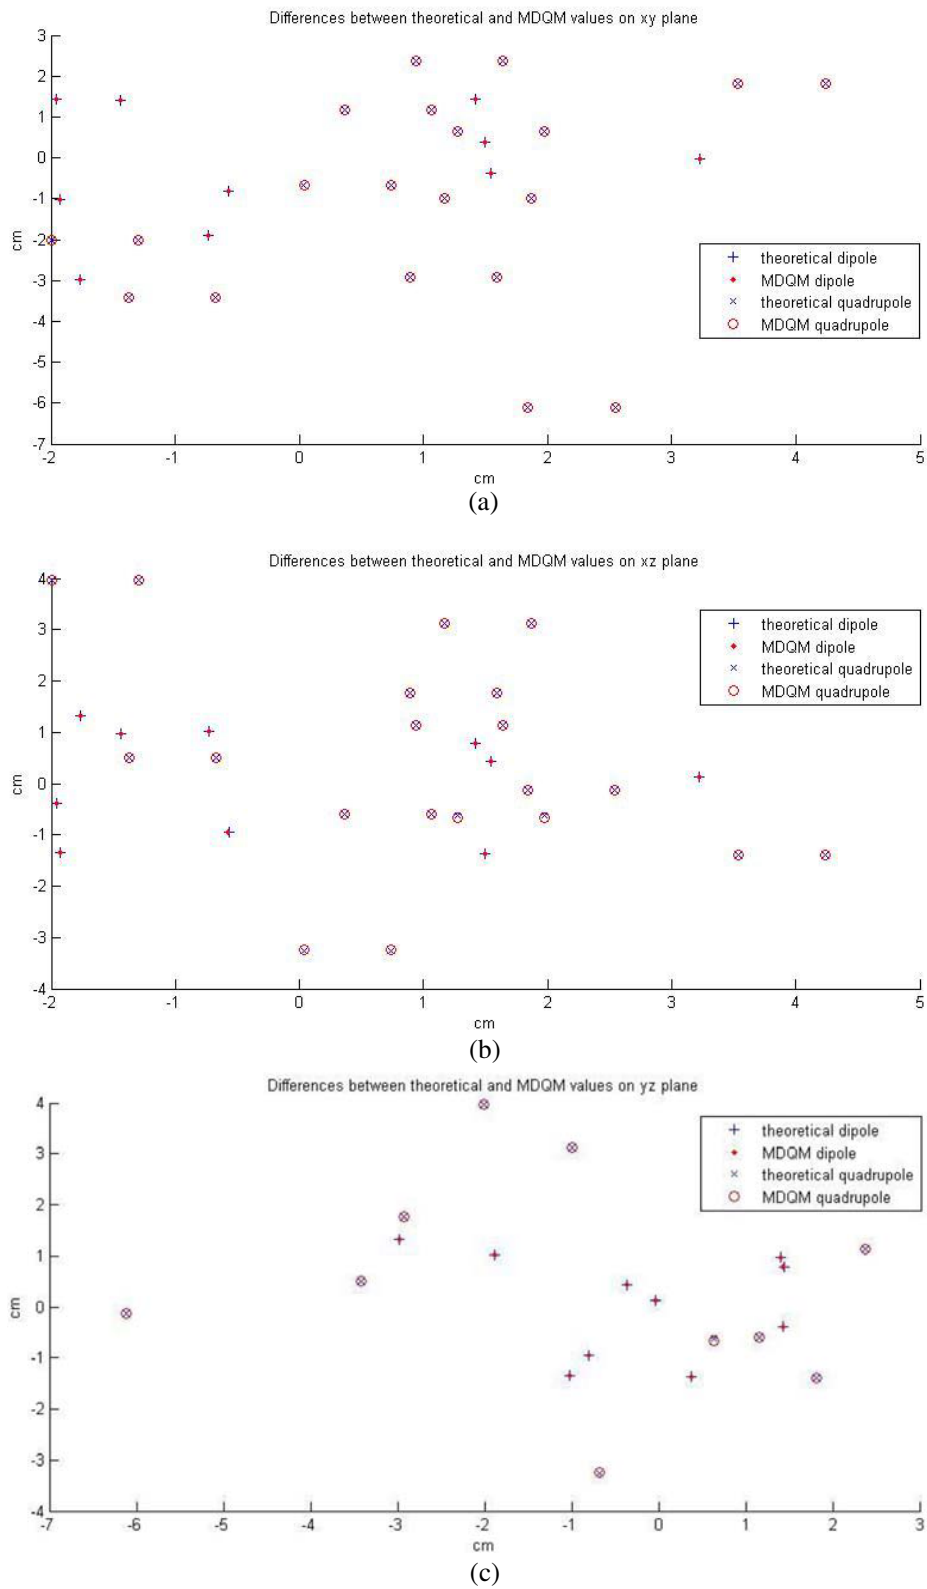 Differences between theoretical and MDQM values on xy plane
3
2
1
0
-1
-2
-3
-4
-5
-6
-7
cm
theoretical dipole
MDQM dipole
theoretical quadrupole
MDQM quadrupole
-2 -1 0 1 2 3 4 5
cm
(a)
Differences between theoretical and MDQM values on xz plane
4
3
2
1
0
-1
-2
-3
-4
cm
theoretical dipole
MDQM dipole
theoretical quadrupole
MDQM quadrupole
-2 -1 0 1 2 3 4 5
cm
(b)
Differences between theoretical and MDQM values on yz plane
4
3
2
1
0
-1
-2
-3
-4
cm
theoretical dipole
MDQM dipole
theoretical quadrupole
MDQM quadrupole
-7 -6 -5 -4 -3 -2 -1 0 1 2 3
cm
(c)